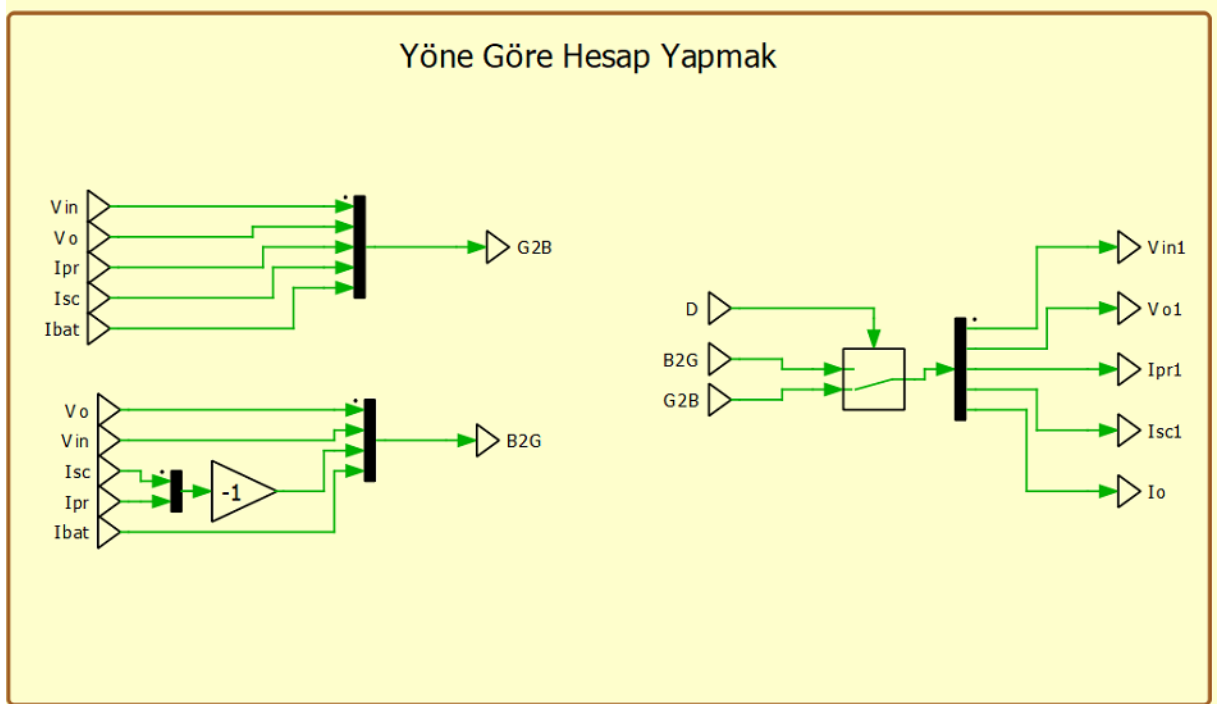 Yöne Göre Hesap Yapmak
Vin
Vo
Ipr
Isc
Ibat
G2B
Vo
Vin
Isc
Ipr
Ibat
-1
B2G
D
B2G
G2B
Vin1
Vo1
Ipr1
Isc1
Io